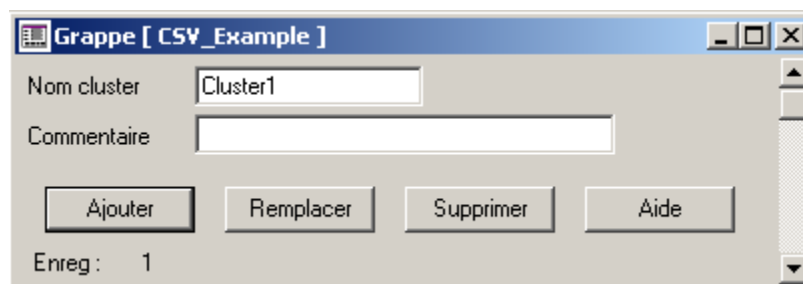 Grappe [ CSV_Example ]
Nom cluster Cluster1
Commentaire
Ajouter Remplacer Supprimer Aide
Enreg : 1